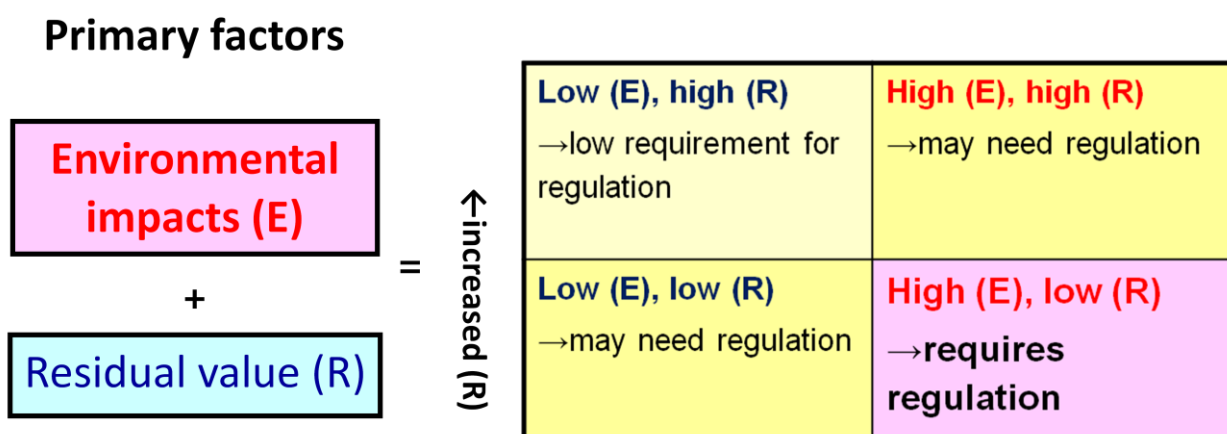 Primary factors
Environmental
impacts (E)
+
Residual value (R)
=
←increased (R)
Low (E), high (R)
→low requirement for
regulation
High (E), high (R)
→may need regulation
Low (E), low (R)
→may need regulation
High (E), low (R)
→requires
regulation